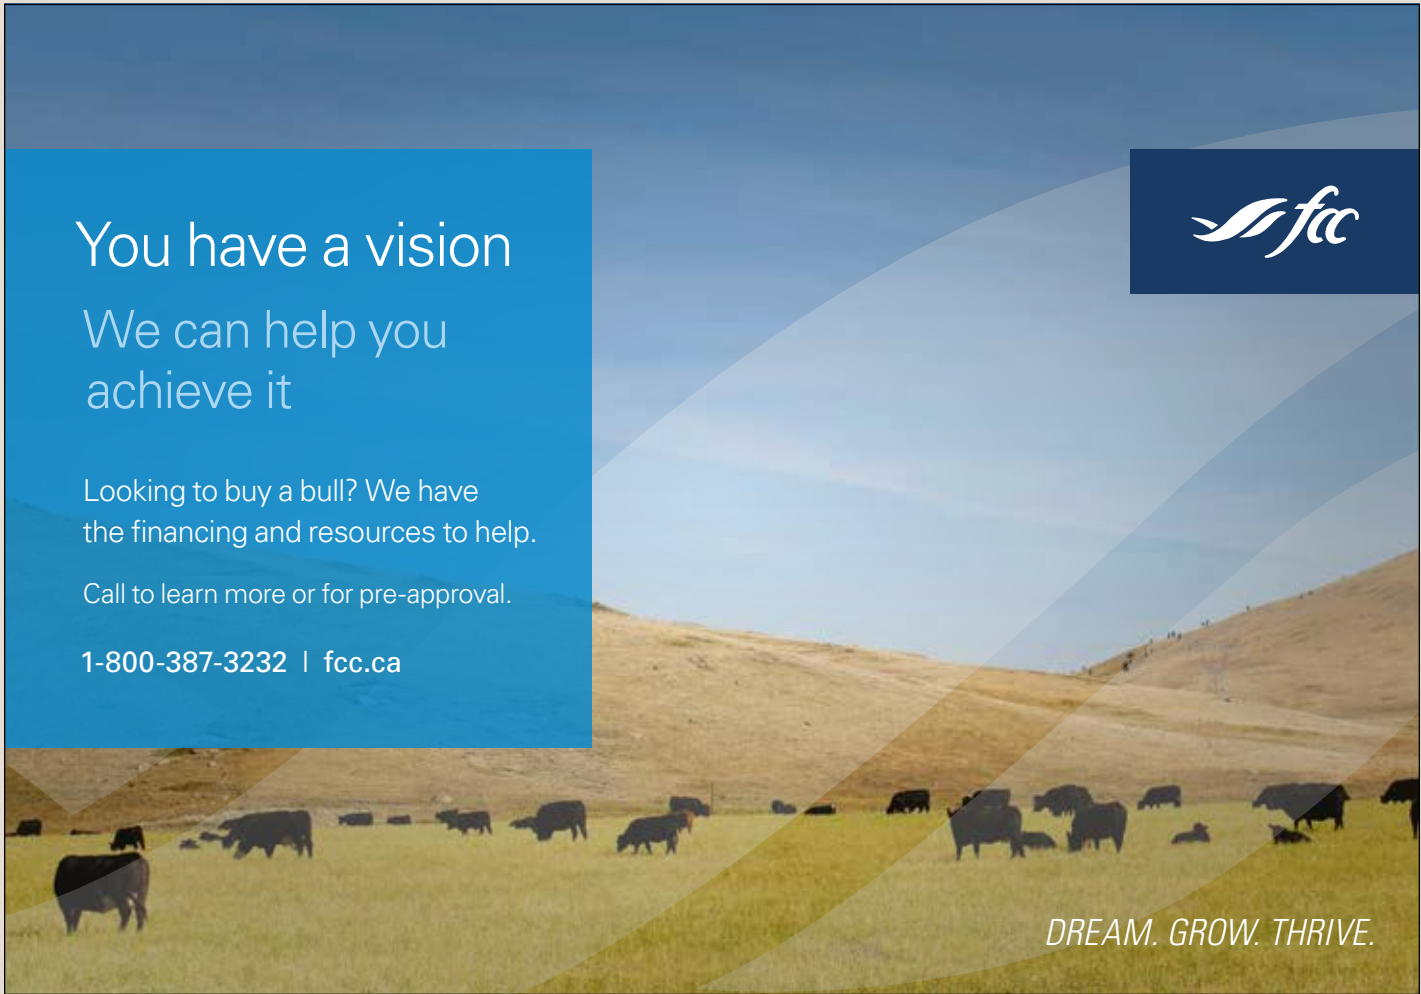 You have a vision
We can help you
achieve it
Looking to buy a bull? We have
the financing and resources to help.
Call to learn more or for pre-approval.
1-800-387-3232 | fcc.ca
fcc
DREAM. GROW. THRIVE.